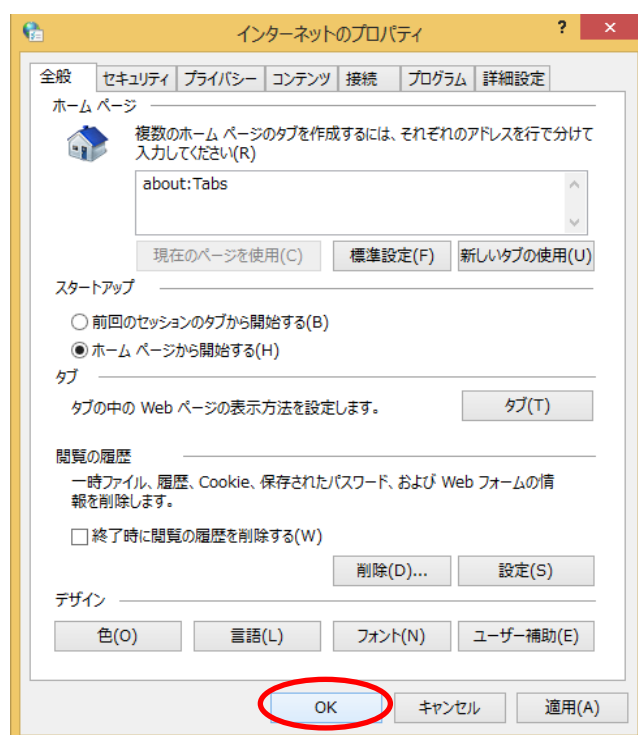 インターネットのプロパティ
?
×
全般 セキュリティ プライバシー コンテンツ 接続 プログラム 詳細設定
ホーム ページ
複数のホーム ページのタブを作成するには、それぞれのアドレスを行で分けて
入力してください(R)
about:Tabs
現在のページを使用(C) 標準設定(F) 新しいタブの使用(U)
スタートアップ
前回のセッションのタブから開始する(B)
ホーム ページから開始する(H)
タブ
タブの中の Web ページの表示方法を設定します。 タブ(T)
閲覧の履歴
一時ファイル、履歴、Cookie、保存されたパスワード、および Web フォームの情
報を削除します。
終了時に閲覧の履歴を削除する(W)
削除(D)... 設定(S)
デザイン
色(O) 言語(L) フォント(N) ユーザー補助(E)
OK キャンセル 適用(A)